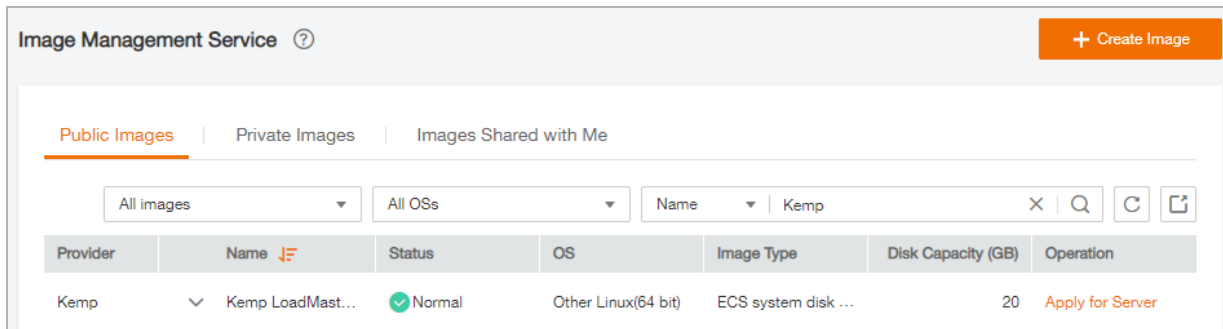 Image Management Service ?
+ Create Image
Public Images Private Images Images Shared with Me
All images All OSs Name Kemp
Provider Name Status OS Image Type Disk Capacity (GB) Operation
Kemp Kemp LoadMast... Normal Other Linux(64 bit) ECS system disk ... 20 Apply for Server